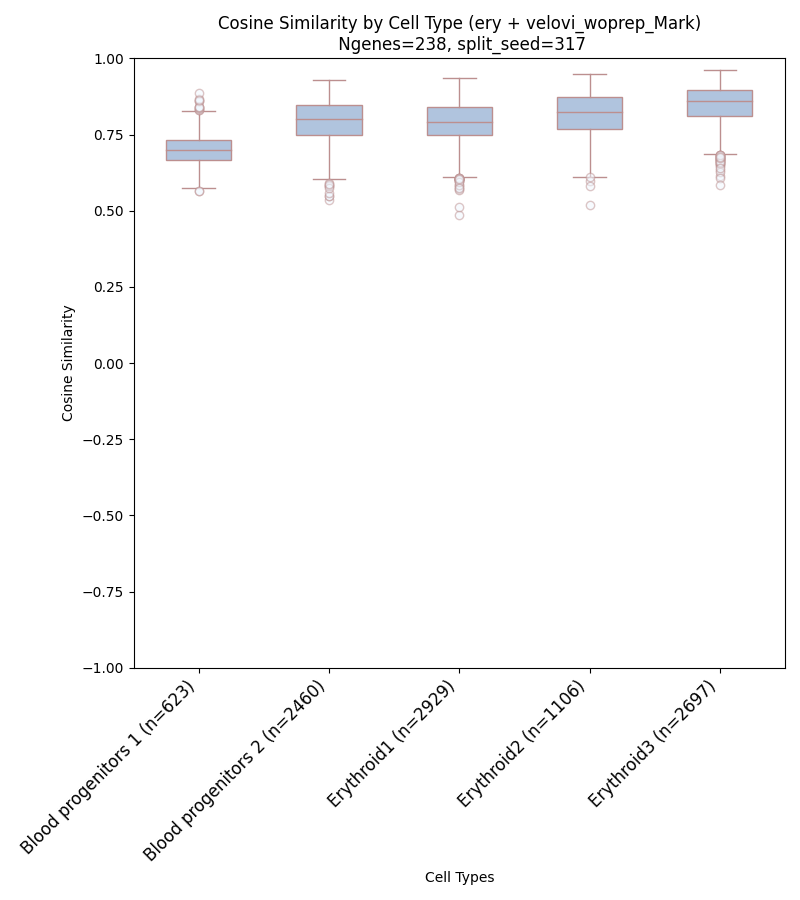 Cosine Similarity by Cell Type (ery + velovi_woprep_Mark)
Ngenes=238, split_seed=317
1.00
0.75
0.50
0.25
0.00
−0.25
−0.50
−0.75
−1.00
Cosine Similarity
Blood progenitors 1 (n=623)
Blood progenitors 2 (n=2460)
Erythroid1 (n=2929)
Erythroid2 (n=1106)
Erythroid3 (n=2697)
Cell Types